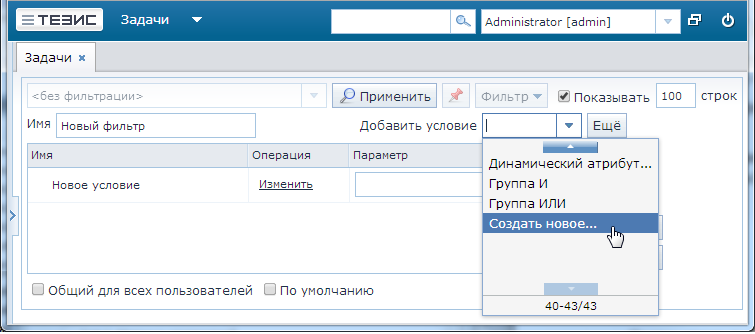 ТЕЗИС Задачи Administrator [admin]
Задачи ×
<без фильтрации> Применить Фильтр Показывать 100 строк
Имя Новый фильтр Добавить условие Ещё
Имя Операция Параметр
Динамический атрибут...
Новое условие Изменить
Группа И
Группа ИЛИ
Создать новое...
Общий для всех пользователей По умолчанию
40-43/43